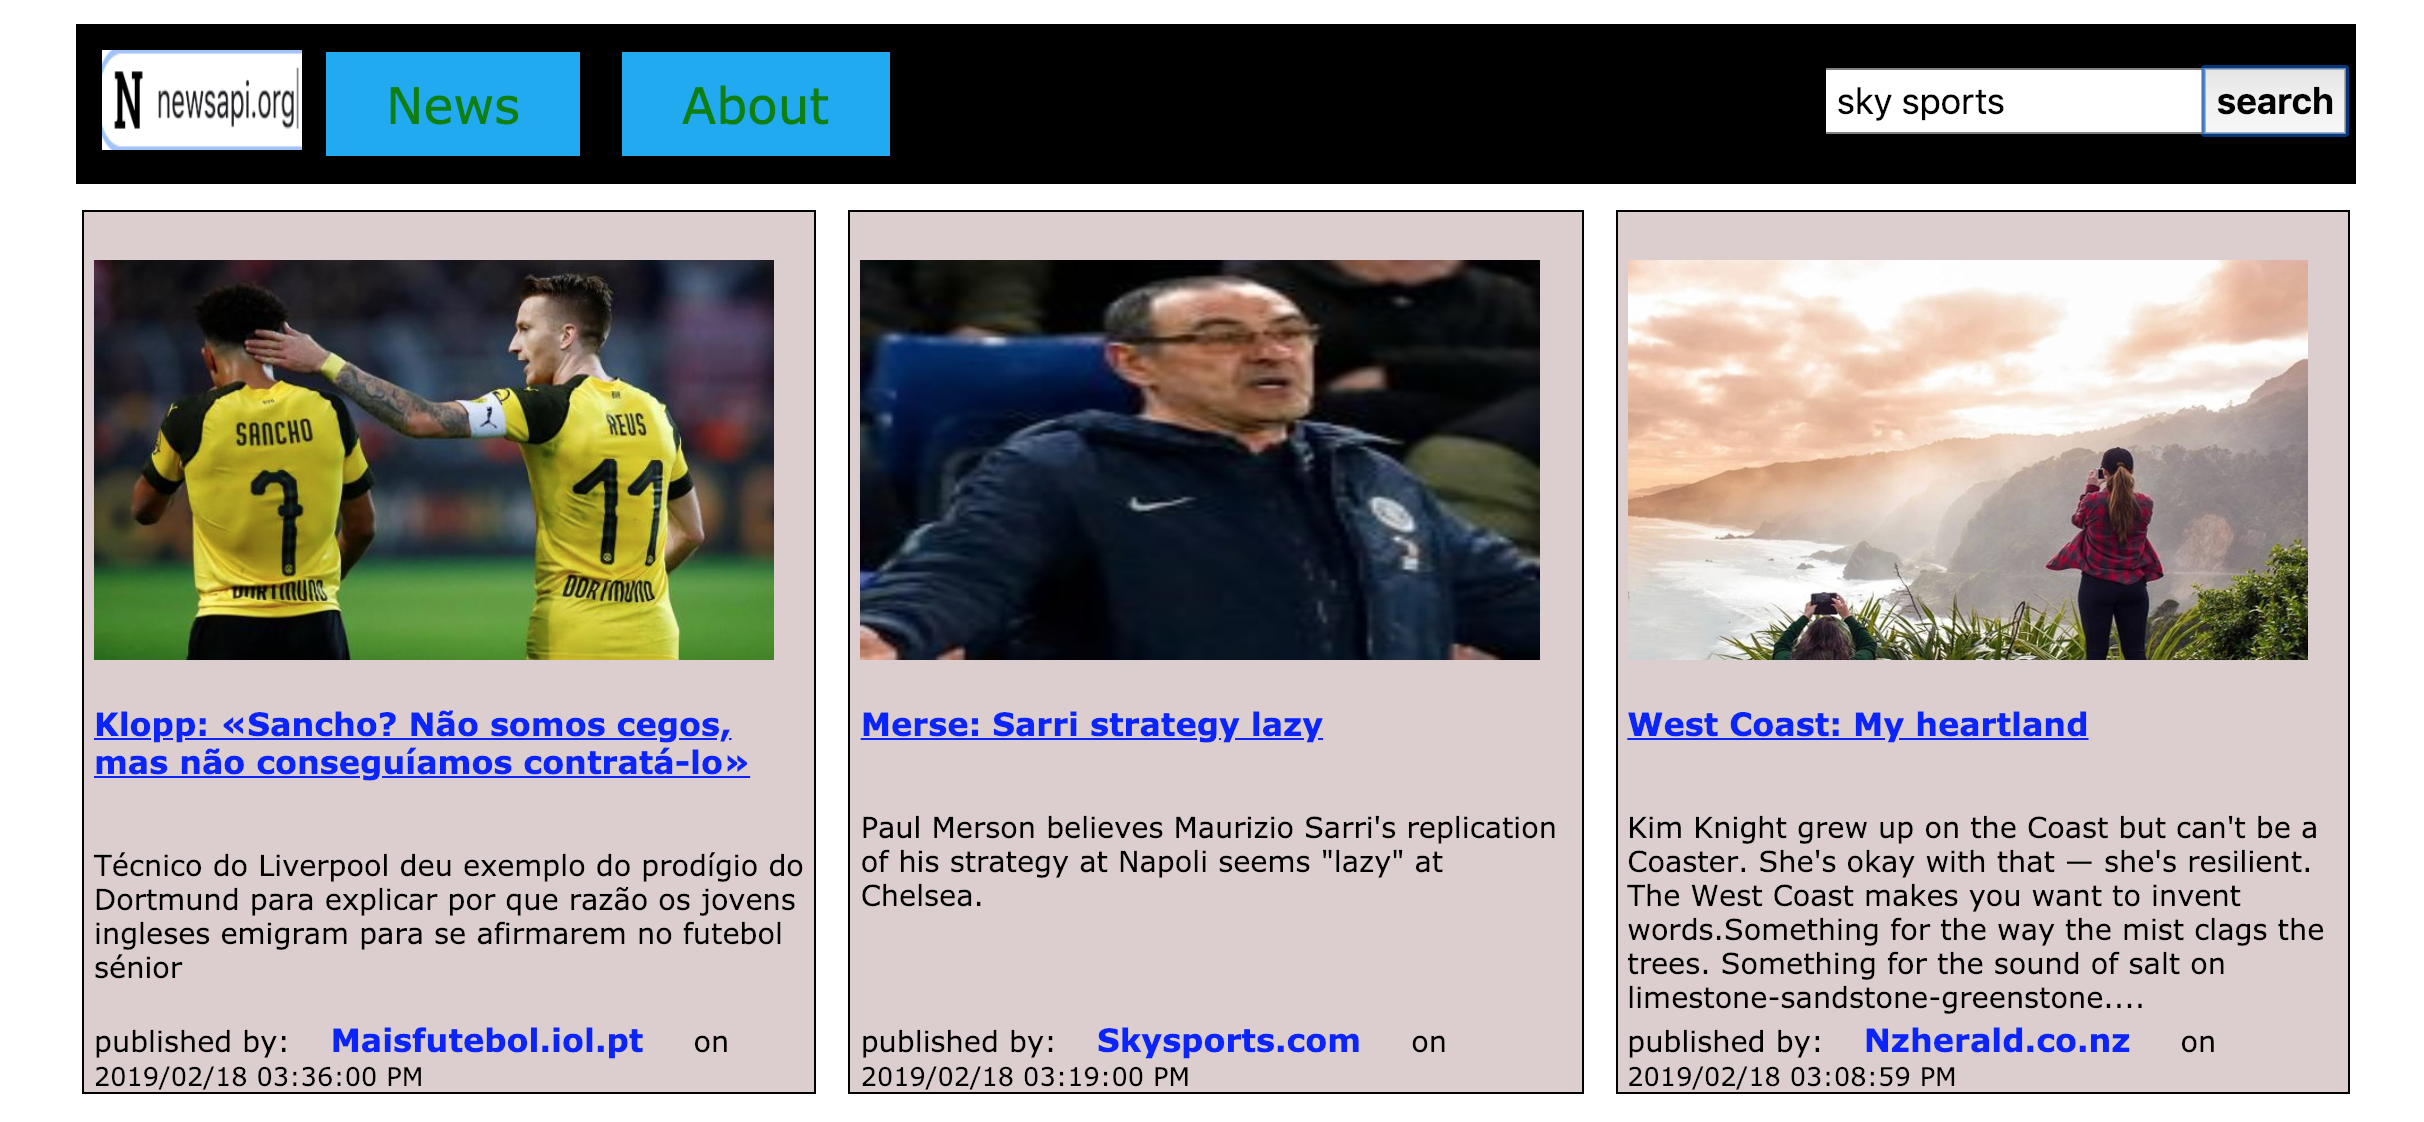 N newsapi.org
News
About
sky sports
search
SANCHO
7
DORTMUND
REUS
11
DORTMUND
Klopp: «Sancho? Não somos cegos,
mas não conseguíamos contratá-lo»
Técnico do Liverpool deu exemplo do prodígio do
Dortmund para explicar por que razão os jovens
ingleses emigram para se afirmarem no futebol
sénior
published by: Maisfutebol.iol.pt on
2019/02/18 03:36:00 PM
Merse: Sarri strategy lazy
Paul Merson believes Maurizio Sarri's replication
of his strategy at Napoli seems "lazy" at
Chelsea.
published by: Skysports.com on
2019/02/18 03:19:00 PM
West Coast: My heartland
Kim Knight grew up on the Coast but can't be a
Coaster. She's okay with that — she's resilient.
The West Coast makes you want to invent
words.Something for the way the mist clags the
trees. Something for the sound of salt on
limestone-sandstone-greenstone....
published by: Nzherald.co.nz on
2019/02/18 03:08:59 PM